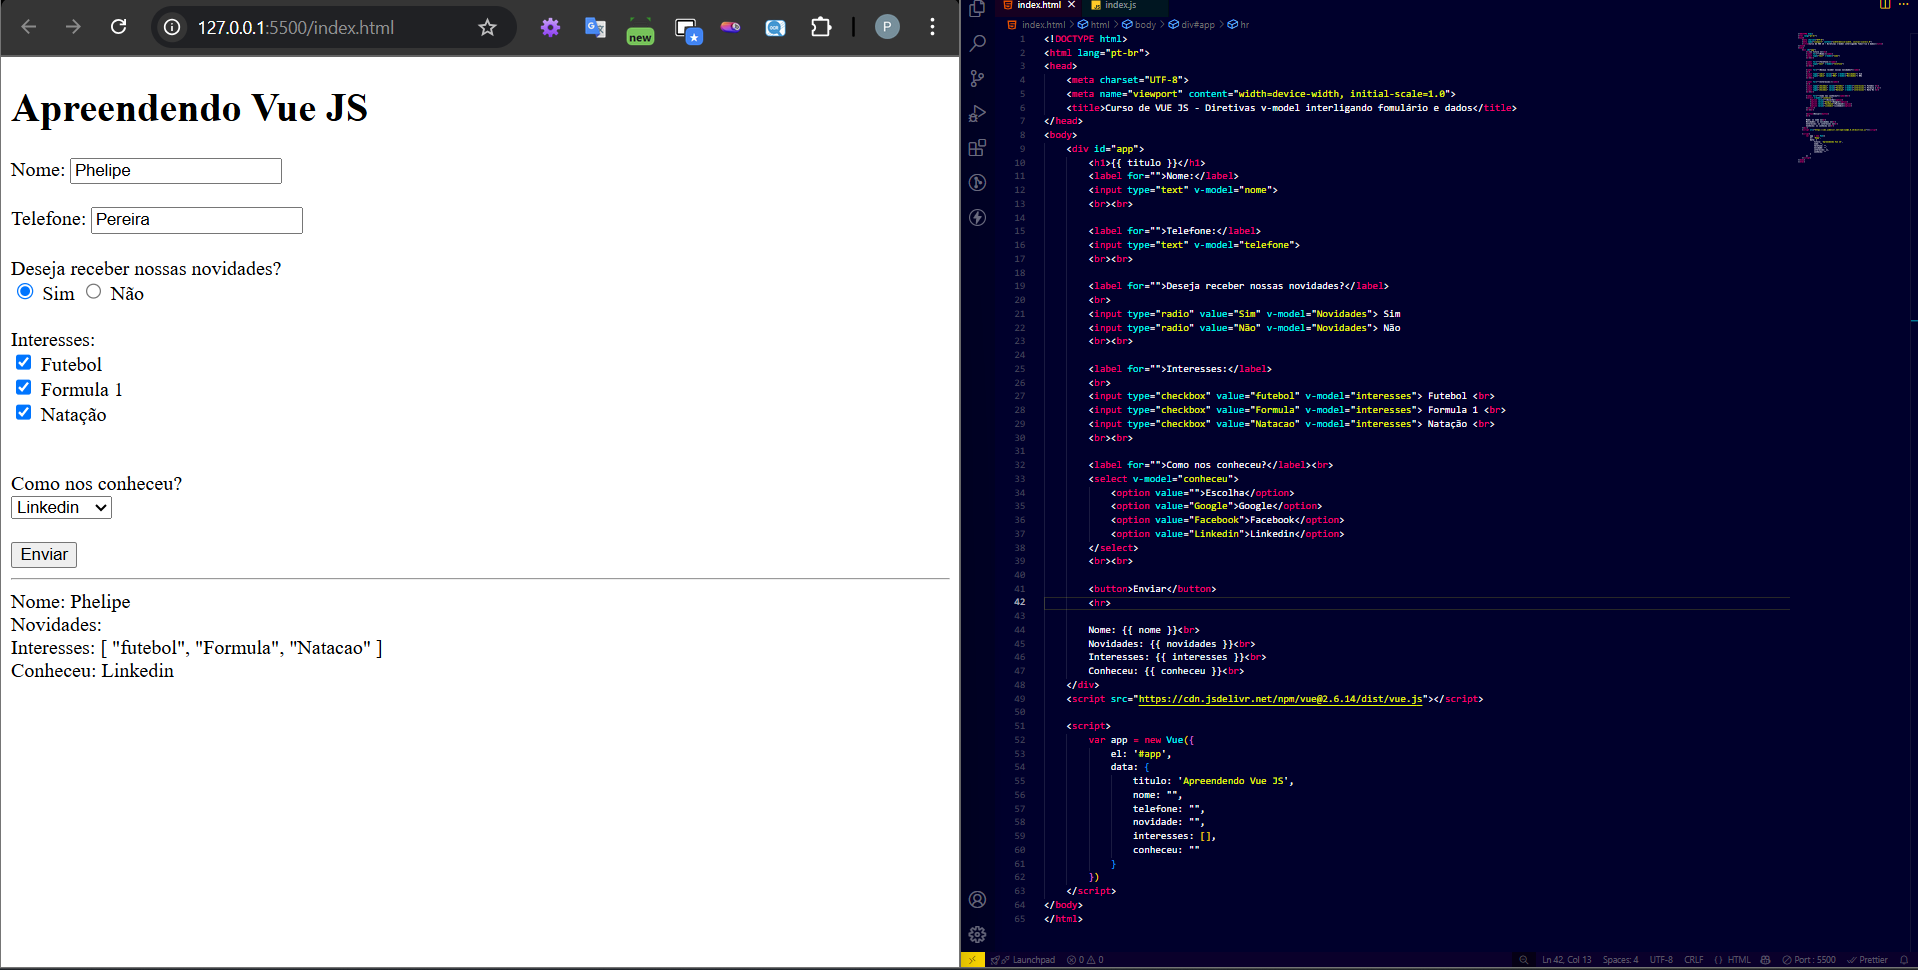 127.0.0.1:5500/index.html
new
P
Apreendendo Vue JS
Nome: Phelipe
Telefone: Pereira
Deseja receber nossas novidades?
Sim Não
Interesses:
Futebol
Formula 1
Natação
Como nos conheceu?
Linkedin
Enviar
Nome: Phelipe
Novidades:
Interesses: [ "futebol", "Formula", "Natacao" ]
Conheceu: Linkedin
index.html index.js
index.html > html > body > div#app > hr
1 <!DOCTYPE html>
2 <html lang="pt-br">
3 <head>
4 <meta charset="UTF-8">
5 <meta name="viewport" content="width=device-width, initial-scale=1.0">
6 <title>Curso de VUE JS - Diretivas v-model interligando fomulário e dados</title>
7 </head>
8 <body>
9 <div id="app">
10 <h1>{{ titulo }}</h1>
11 <label for="">Nome:</label>
12 <input type="text" v-model="nome">
13 <br><br>
14
15 <label for="">Telefone:</label>
16 <input type="text" v-model="telefone">
17 <br><br>
18
19 <label for="">Deseja receber nossas novidades?</label>
20 <br>
21 <input type="radio" value="Sim" v-model="Novidades"> Sim
22 <input type="radio" value="Não" v-model="Novidades"> Não
23 <br><br>
24
25 <label for="">Interesses:</label>
26 <br>
27 <input type="checkbox" value="futebol" v-model="interesses"> Futebol <br>
28 <input type="checkbox" value="Formula" v-model="interesses"> Formula 1 <br>
29 <input type="checkbox" value="Natacao" v-model="interesses"> Natação <br>
30 <br><br>
31
32 <label for="">Como nos conheceu?</label><br>
33 <select v-model="conheceu">
34 <option value="">Escolha</option>
35 <option value="Google">Google</option>
36 <option value="Facebook">Facebook</option>
37 <option value="Linkedin">Linkedin</option>
38 </select>
39 <br><br>
40
41 <button>Enviar</button>
42 <hr>
43
44 Nome: {{ nome }}<br>
45 Novidades: {{ novidades }}<br>
46 Interesses: {{ interesses }}<br>
47 Conheceu: {{ conheceu }}<br>
48 </div>
49 <script src="https://cdn.jsdelivr.net/npm/vue@2.6.14/dist/vue.js"></script>
50
51 <script>
52 var app = new Vue({
53 el: '#app',
54 data: {
55 titulo: 'Apreendendo Vue JS',
56 nome: "",
57 telefone: "",
58 novidade: "",
59 interesses: [],
60 conheceu: ""
61 }
62 })
63 </script>
64 </body>
65 </html>
Launchpad 0 0 Ln 42, Col 13 Spaces: 4 UTF-8 CRLF {} HTML Port : 5500 Prettier